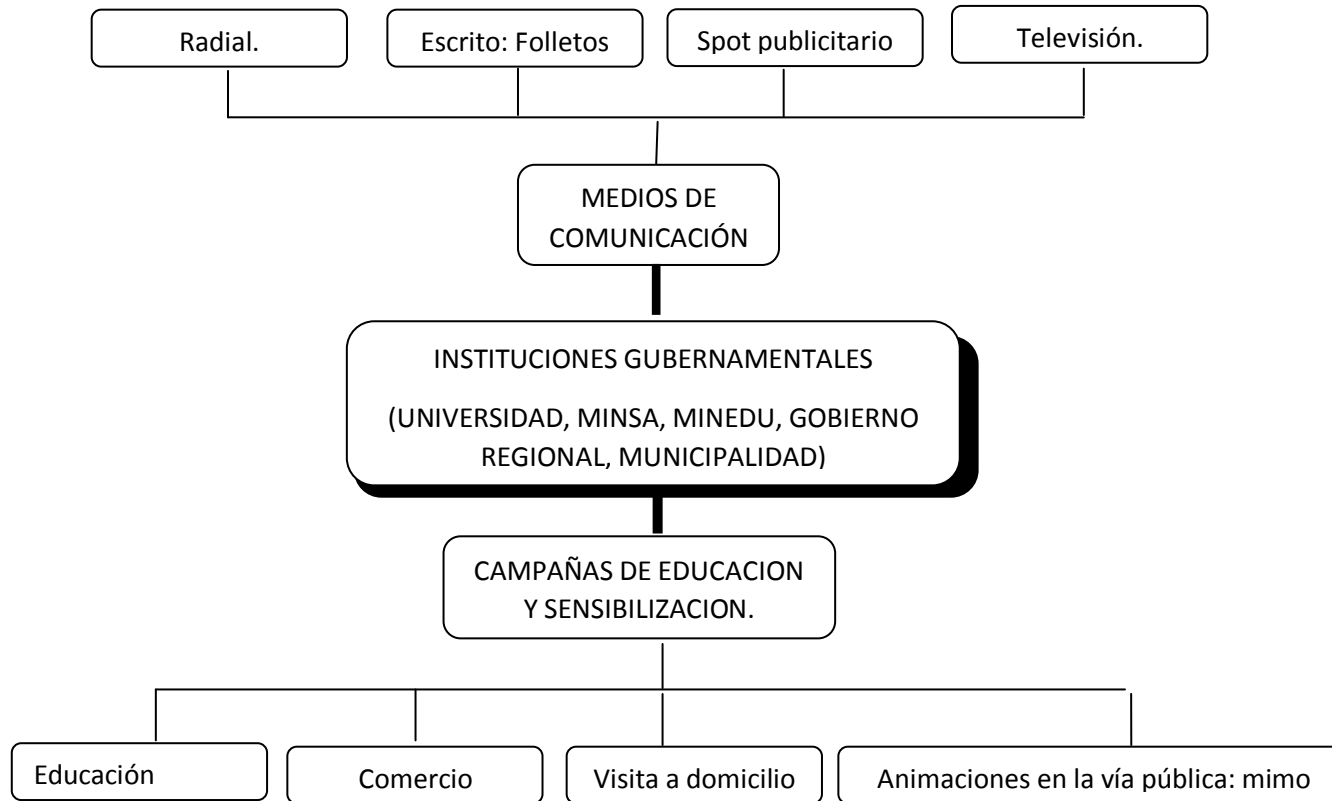 Radial.
Escrito: Folletos
Spot publicitario
Televisión.
MEDIOS DE
COMUNICACIÓN
INSTITUCIONES GUBERNAMENTALES
(UNIVERSIDAD, MINSA, MINEDU, GOBIERNO
REGIONAL, MUNICIPALIDAD)
CAMPAÑAS DE EDUCACION
Y SENSIBILIZACION.
Educación
Comercio
Visita a domicilio
Animaciones en la vía pública: mimo